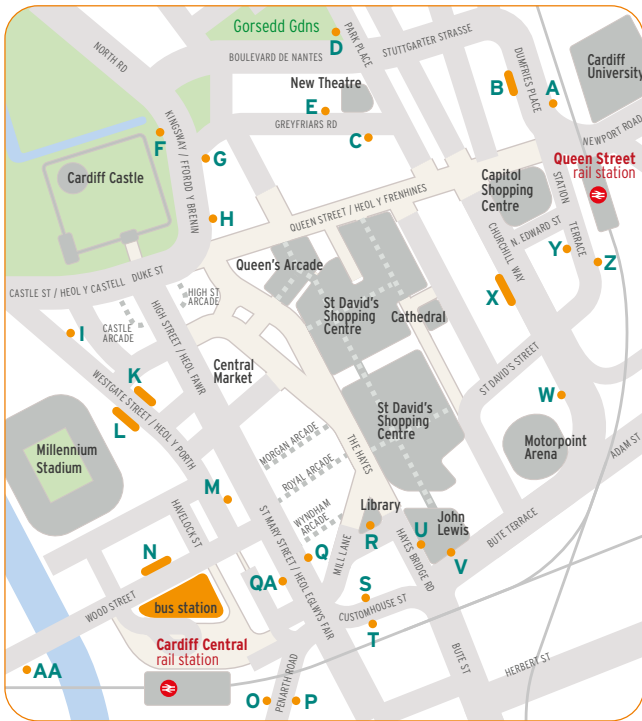 Gorsedd Gdns
D
NORTH RD
PARK PLACE
BOULEVARD DE NANTES
STUTTGARTER STRASSE
DUMFRIES PLACE
Cardiff
University
New Theatre
B
A
E
GREYFRIARS RD
C
NEWPORT RD
KINGSWAY / FFORDD Y BRENIN
F
G
Queen Street
rail station
Cardiff Castle
Capitol
Shopping
Centre
STATION
TERRACE
H
QUEEN STREET / HEOL Y FRENHINES
CHURCHILL WAY
N. EDWARD ST
Y
Z
CASTLE ST / HEOL Y CASTELL
DUKE ST
Queen's Arcade
X
HIGH ST
ARCADE
St David's
Shopping
Centre
Cathedral
I
CASTLE
ARCADE
HIGH STREET / HEOL FAWR
K
Central
Market
ST DAVID'S STREET
W
L
WESTGATE STREET / HEOL Y PORTH
St David's
Shopping
Centre
Motorpoint
Arena
ADAM ST
Millennium
Stadium
MORGAN ARCADE
THE HAYES
ROYAL ARCADE
M
WYNDHAM
ARCADE
Library
John
Lewis
HAVELOCK ST
ST MARY STREET / HEOL EGLWYS FAIR
Q
MILL LANE
R
U
V
BUTE TERRACE
N
HAYES BRIDGE RD
QA
S
WOOD STREET
bus station
CUSTOMHOUSE ST
T
Cardiff Central
rail station
AA
BUTE ST
HERBERT ST
O
PENARTH ROAD
P